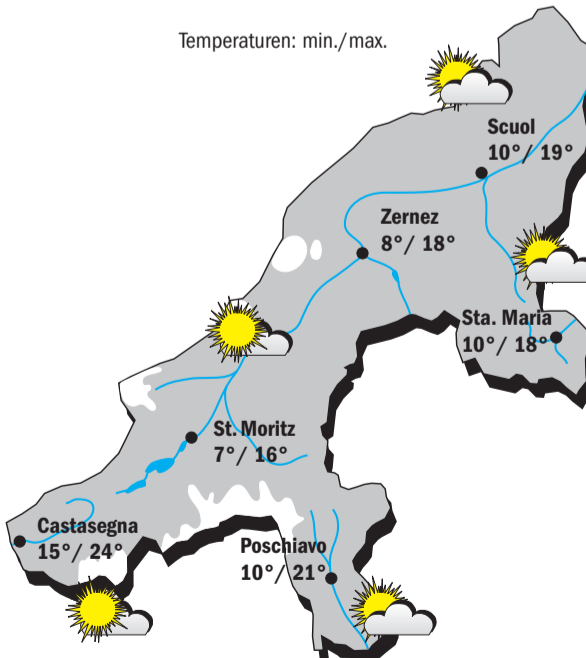 Temperaturen: min./max.
Scuol
10°/ 19°
Zernez
8°/ 18°
Sta. Maria
10°/ 18°
St. Moritz
7°/ 16°
Castasegna
15°/ 24°
Poschiavo
10°/ 21°